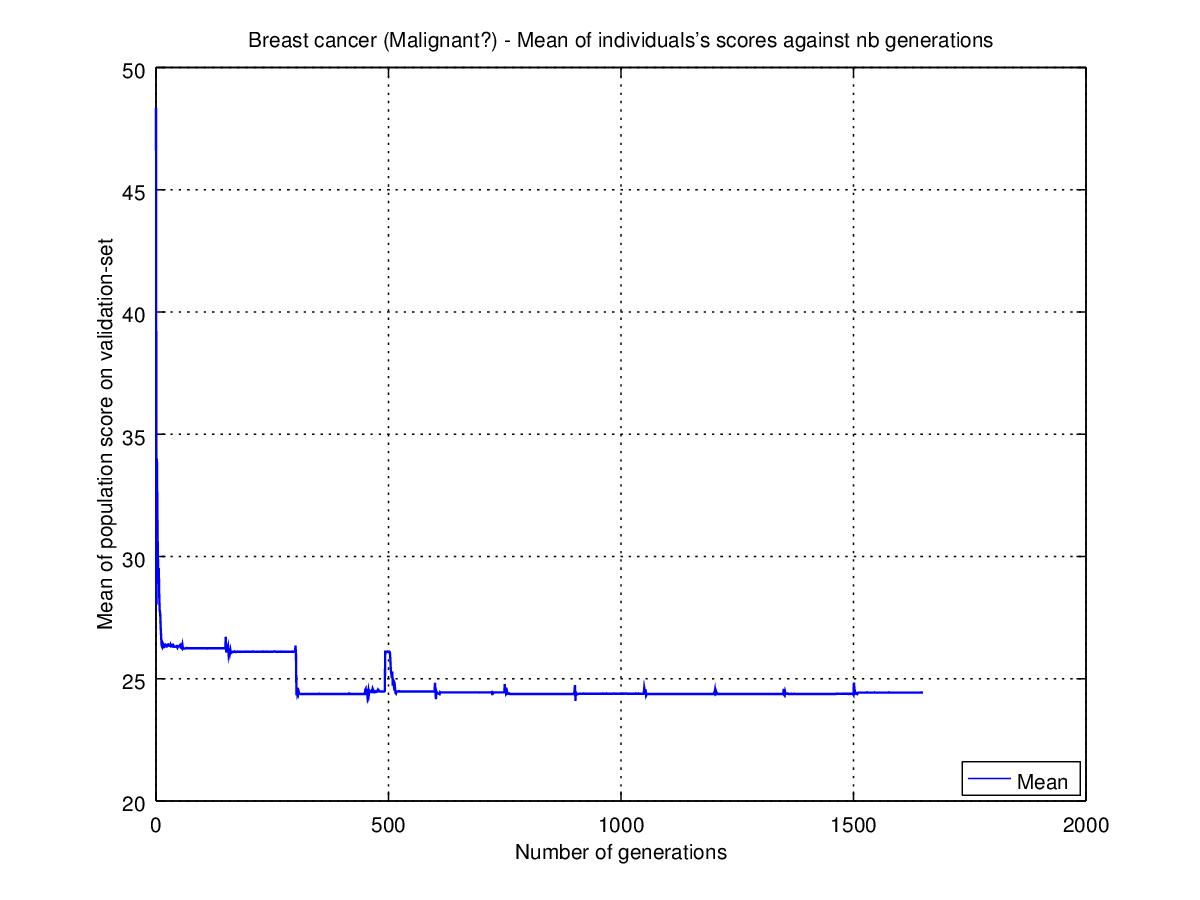 Breast cancer (Malignant?) - Mean of individuals's scores against nb generations
50
45
40
35
30
25
20
Mean of population score on validation-set
0 500 1000 1500 2000
Number of generations
Mean